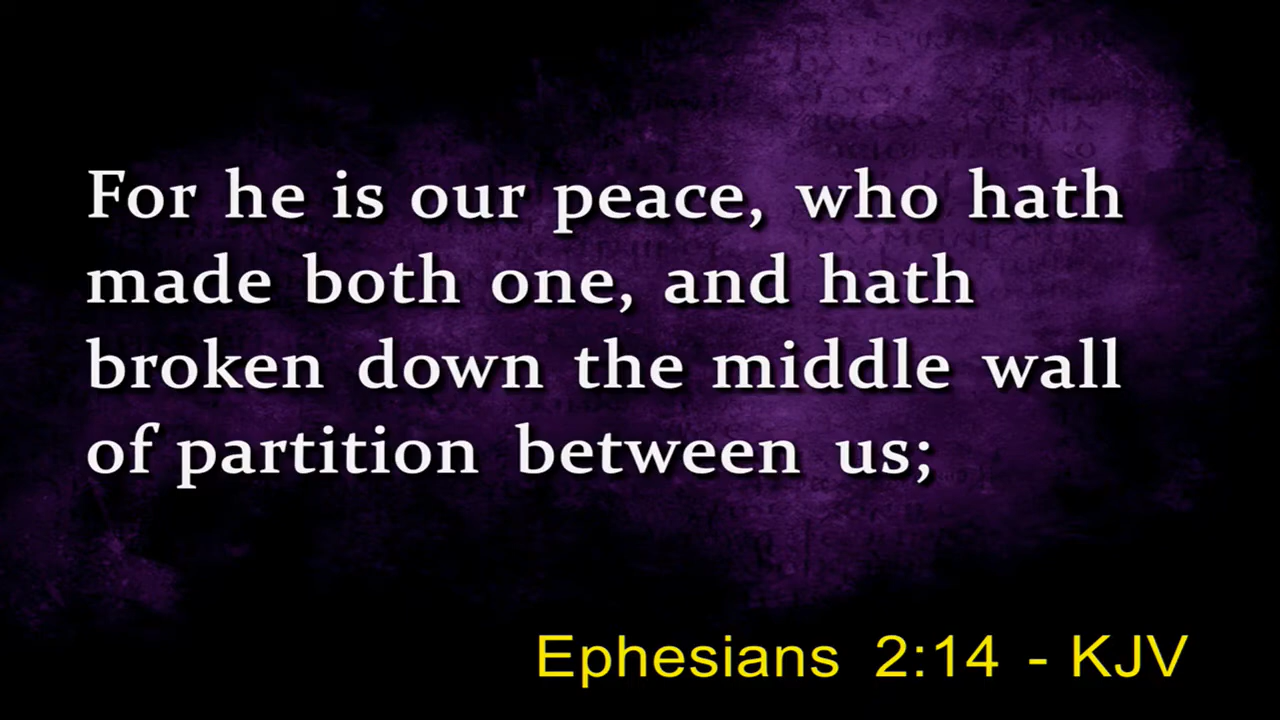 For he is our peace, who hath
made both one, and hath
broken down the middle wall
of partition between us;
Ephesians 2:14 - KJV